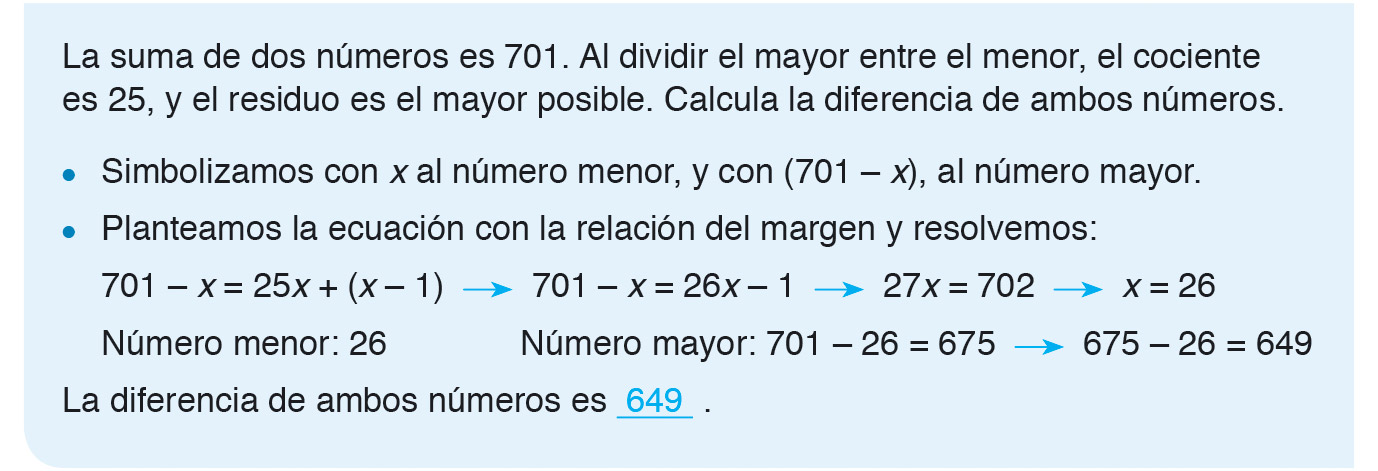 La suma de dos números es 701. Al dividir el mayor entre el menor, el cociente
es 25, y el residuo es el mayor posible. Calcula la diferencia de ambos números.
• Simbolizamos con x al número menor, y con (701 – x), al número mayor.
• Planteamos la ecuación con la relación del margen y resolvemos:
701 – x = 25x + (x – 1) → 701 – x = 26x – 1 → 27x = 702 → x = 26
Número menor: 26 Número mayor: 701 – 26 = 675 → 675 – 26 = 649
La diferencia de ambos números es 649 .